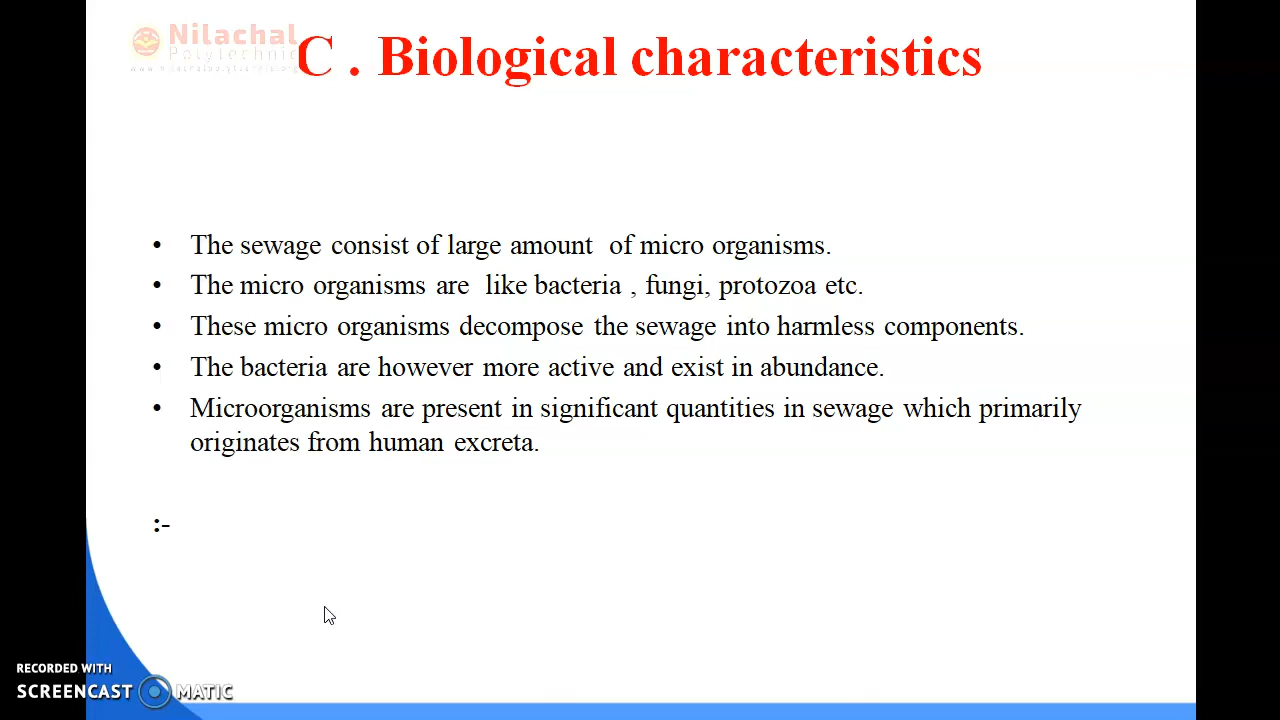 Nilachal
Polytechnic
C . Biological characteristics
• The sewage consist of large amount of micro organisms.
• The micro organisms are like bacteria , fungi, protozoa etc.
• These micro organisms decompose the sewage into harmless components.
• The bacteria are however more active and exist in abundance.
• Microorganisms are present in significant quantities in sewage which primarily
originates from human excreta.
:-
RECORDED WITH
SCREENCAST MATIC